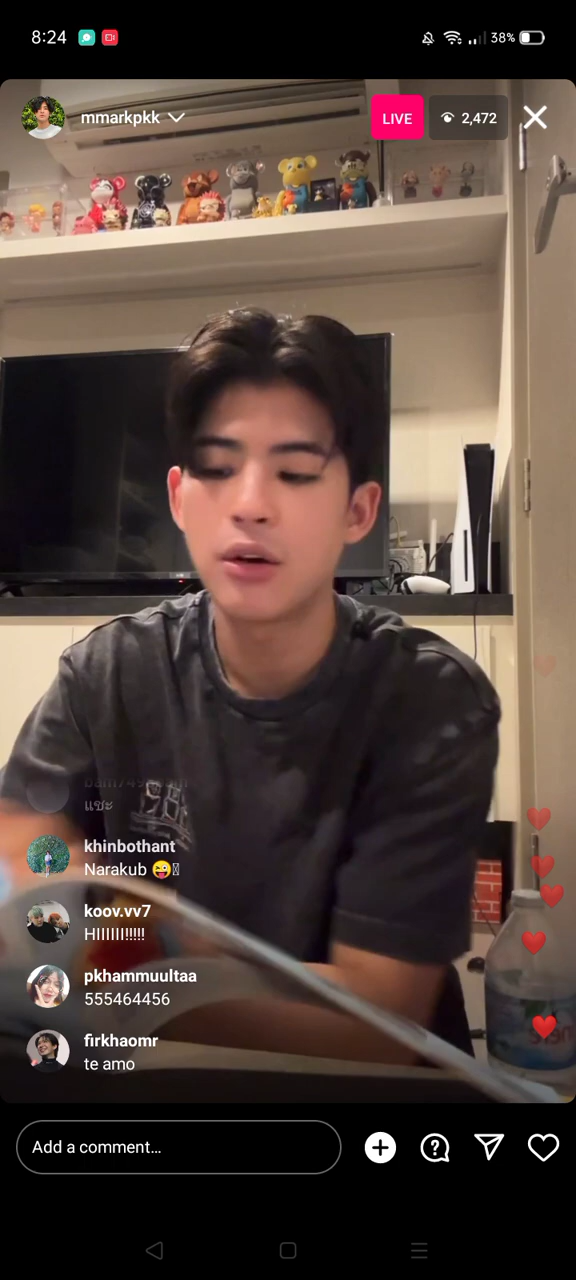 8:24
38%
mmarkpkk
LIVE
2,472
แซะ
khinbothant
Narakub 😜
koov.vv7
HIIIIII!!!!!
pkhammuultaa
555464456
firkhaomr
te amo
Add a comment...